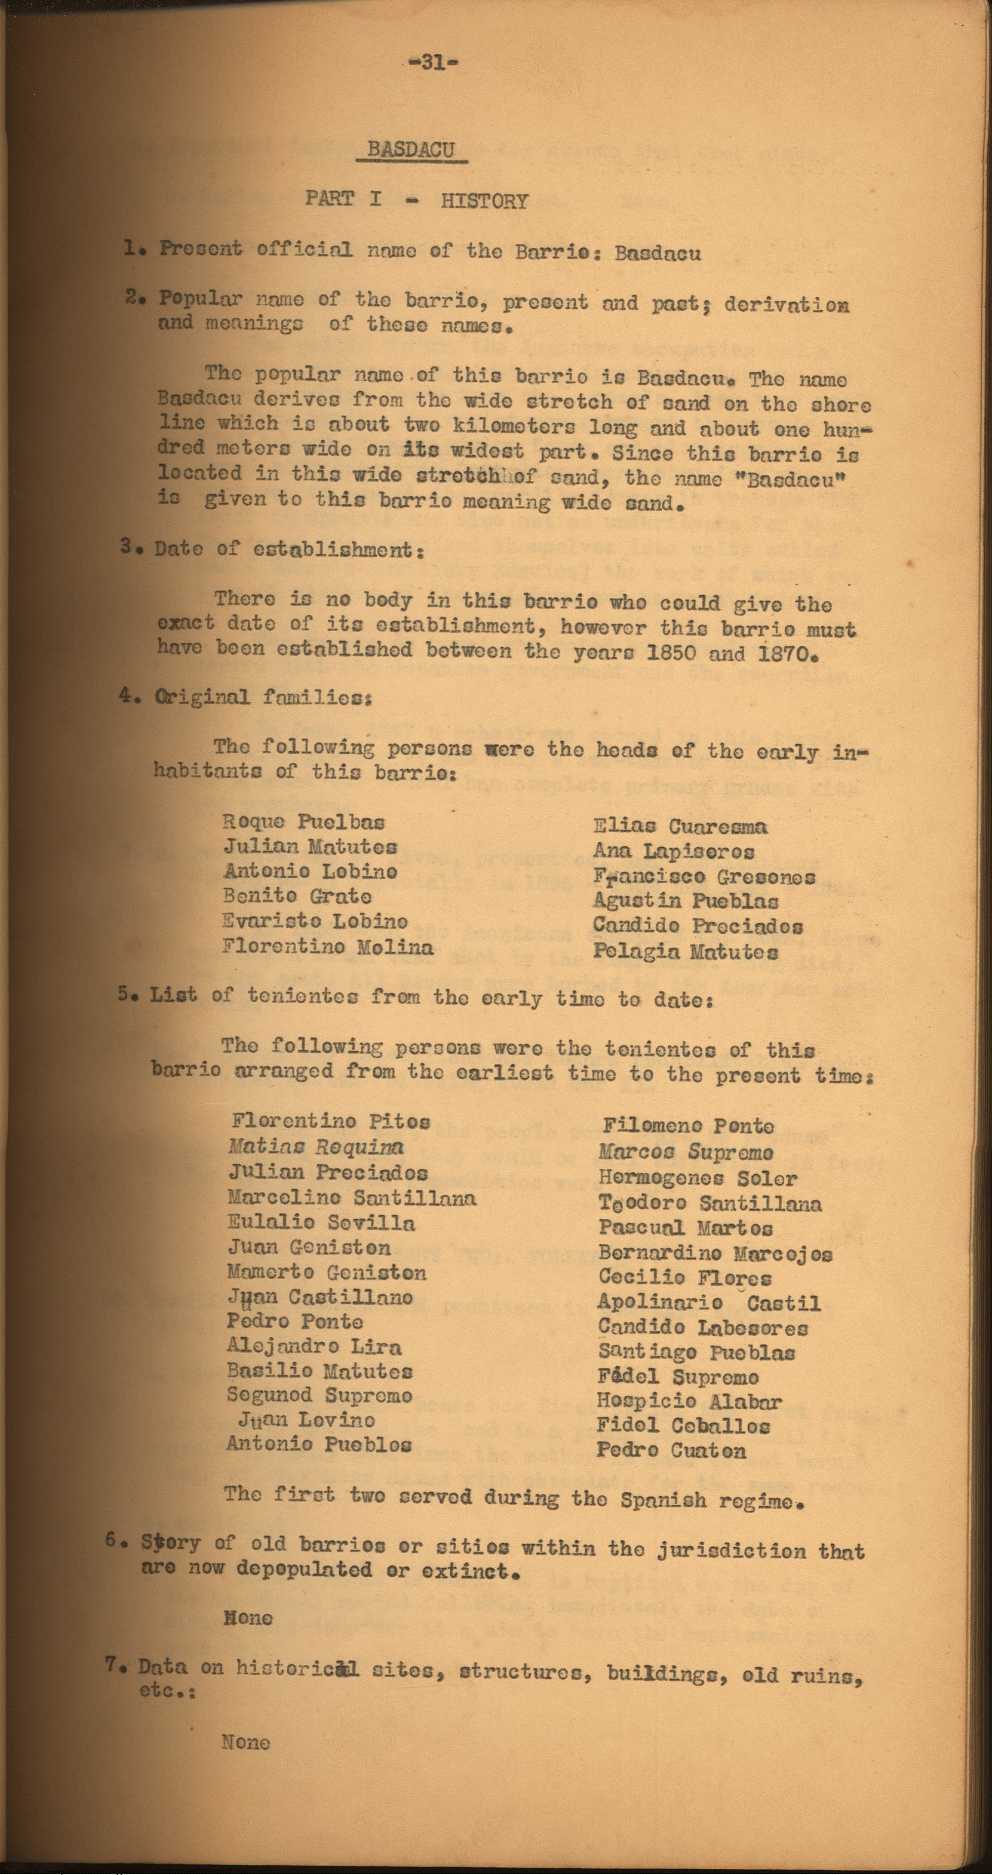 -31-
BASDACU
PART I - HISTORY
1. Present official name of the Barrio: Basdacu
2. Popular name of the barrio, present and past; derivation
and meanings of these names.
The popular name of this barrio is Basdacu. The name
Basdacu derives from the wide stretch of sand on the shore
line which is about two kilometers long and about one hun-
dred meters wide on its widest part. Since this barrio is
located in this wide stretch of sand, the name "Basdacu"
is given to this barrio meaning wide sand.
3. Date of establishment:
There is no body in this barrio who could give the
exact date of its establishment, however this barrio must
have been established between the years 1850 and 1870.
4. Original families:
The following persons were the heads of the early in-
habitants of this barrio:
Roque Puelbas
Julian Matutes
Antonio Lobino
Benito Grate
Evaristo Lobino
Florentino Molina
Elias Cuaresma
Ana Lapiseros
Francisco Gresones
Agustin Pueblas
Candido Preciados
Pelagia Matutes
5. List of tenientes from the early time to date:
The following persons were the tenientes of this
barrio arranged from the earliest time to the present time:
Florentino Pitos
Matias Requina
Julian Preciados
Marcelino Santillana
Eulalio Sevilla
Juan Geniston
Mamerto Geniston
Juan Castillano
Pedro Ponte
Alejandro Lira
Basilio Matutes
Segunod Supremo
Juan Lovino
Antonio Pueblos
Filomeno Ponte
Marcos Supremo
Hermogenes Soler
Teodoro Santillana
Pascual Martos
Bernardino Marcojos
Cecilio Flores
Apolinario Castil
Candido Labesores
Santiago Pueblas
Fidel Supremo
Hospicio Alabar
Fidel Ceballos
Pedro Cuaton
The first two served during the Spanish regime.
6. Story of old barrios or sitios within the jurisdiction that
are now depopulated or extinct.
None
7. Data on historical sites, structures, buildings, old ruins,
etc.:
None